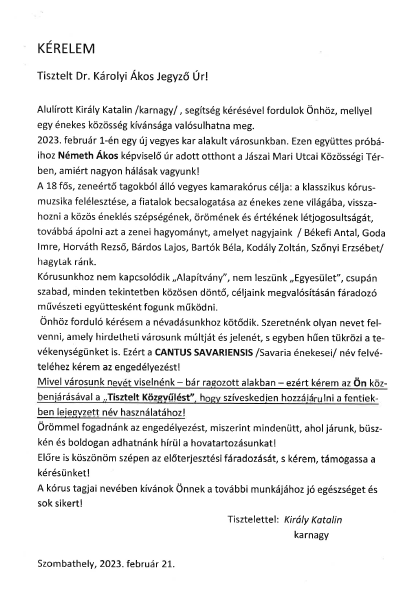 KÉRELEM
Tisztelt Dr. Károlyi Ákos Jegyző Úr!
Alulírott Király Katalin /karnagy/ , segítség kérésével fordulok Önhöz, mellyel
egy énekes közösség kívánsága valósulhatna meg.
2023. február 1-én egy új vegyes kar alakult városunkban. Ezen együttes próbá-
ihoz Németh Ákos képviselő úr adott otthont a Jászai Mari Utcai Közösségi Tér-
ben, amiért nagyon hálásak vagyunk!
A 18 fős, zeneértő tagokból álló vegyes kamarakórus célja: a klasszikus kórus-
muzsika felélesztése, a fiatalok becsalogatása az énekes zene világába, vissza-
hozni a közös éneklés szépségének, örömének és értékének létjogosultságát,
továbbá ápolni azt a zenei hagyományt, amelyet nagyjaink / Békefi Antal, Goda
Imre, Horváth Rezső, Bárdos Lajos, Bartók Béla, Kodály Zoltán, Szőnyi Erzsébet/
hagytak ránk.
Kórusunkhoz nem kapcsolódik „Alapítvány”, nem leszünk „Egyesület”, csupán
szabad, minden tekintetben közösen döntő, céljaink megvalósításán fáradozó
művészeti együttesként fogunk működni.
Önhöz forduló kérésem a névadásunkhoz kötődik. Szeretnénk olyan nevet fel-
venni, amely hirdetheti városunk múltját és jelenét, s egyben hűen tükrözi a te-
vékenységünket is. Ezért a CANTUS SAVARIENSIS /Savaria énekesei/ név felvé-
teléhez kérem az engedélyezést!
Mivel városunk nevét viselnénk – bár ragozott alakban – ezért kérem az Ön köz-
benjárásával a „Tisztelt Közgyűlést”, hogy szíveskedjen hozzájárulni a fentiek-
ben lejegyzett név használatához!
Örömmel fogadnánk az engedélyezést, miszerint mindenütt, ahol járunk, büsz-
kén és boldogan adhatnánk hírül a hovatartozásunkat!
Előre is köszönöm szépen az előterjesztési fáradozását, s kérem, támogassa a
kérésünket!
A kórus tagjai nevében kívánok Önnek a további munkájához jó egészséget és
sok sikert!
Tisztelettel: Király Katalin
karnagy
Szombathely, 2023. február 21.